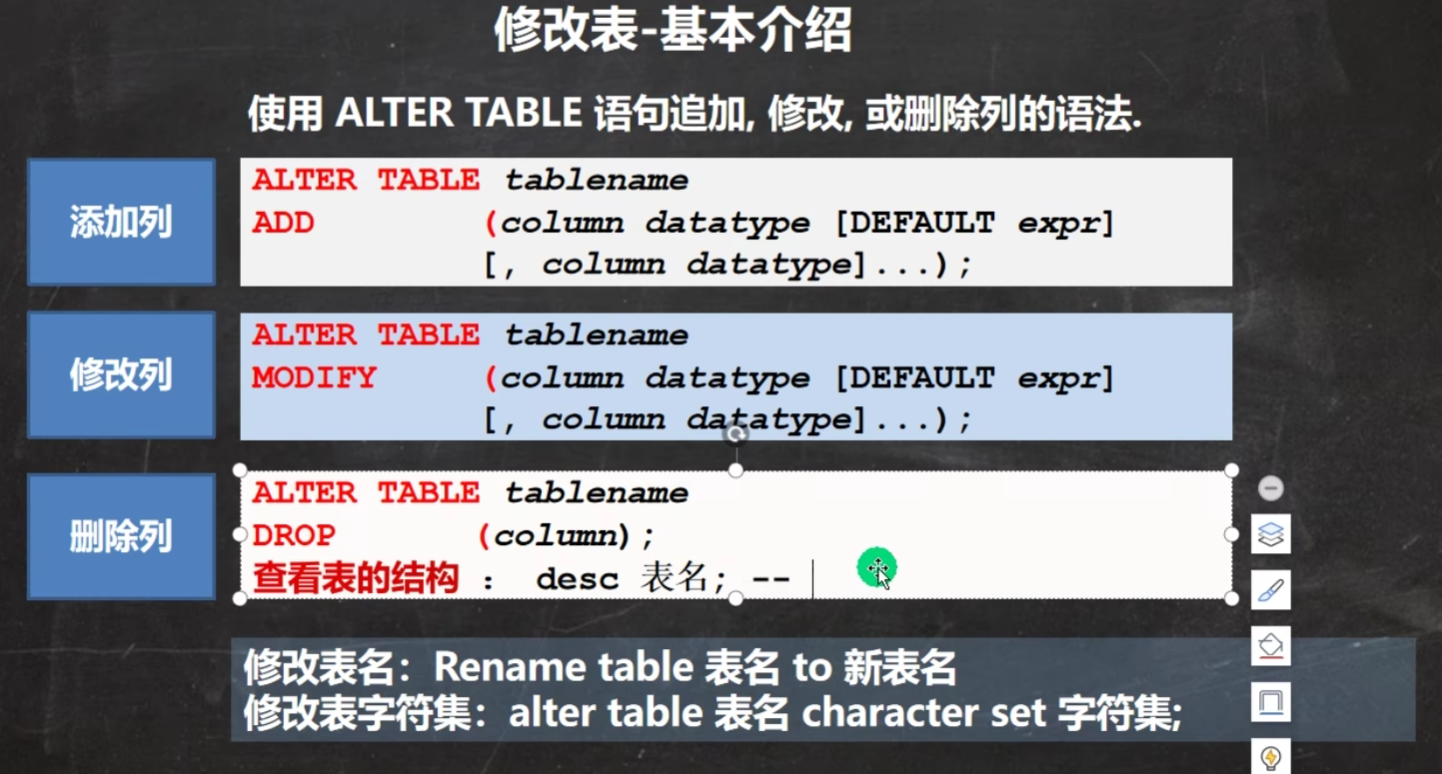 修改表-基本介绍
使用 ALTER TABLE 语句追加, 修改, 或删除列的语法.
添加列
ALTER TABLE tablename
ADD (column datatype [DEFAULT expr]
[, column datatype]...);
修改列
ALTER TABLE tablename
MODIFY (column datatype [DEFAULT expr]
[, column datatype]...);
删除列
ALTER TABLE tablename
DROP (column);
查看表的结构 : desc 表名; --
修改表名：Rename table 表名 to 新表名
修改表字符集：alter table 表名 character set 字符集;